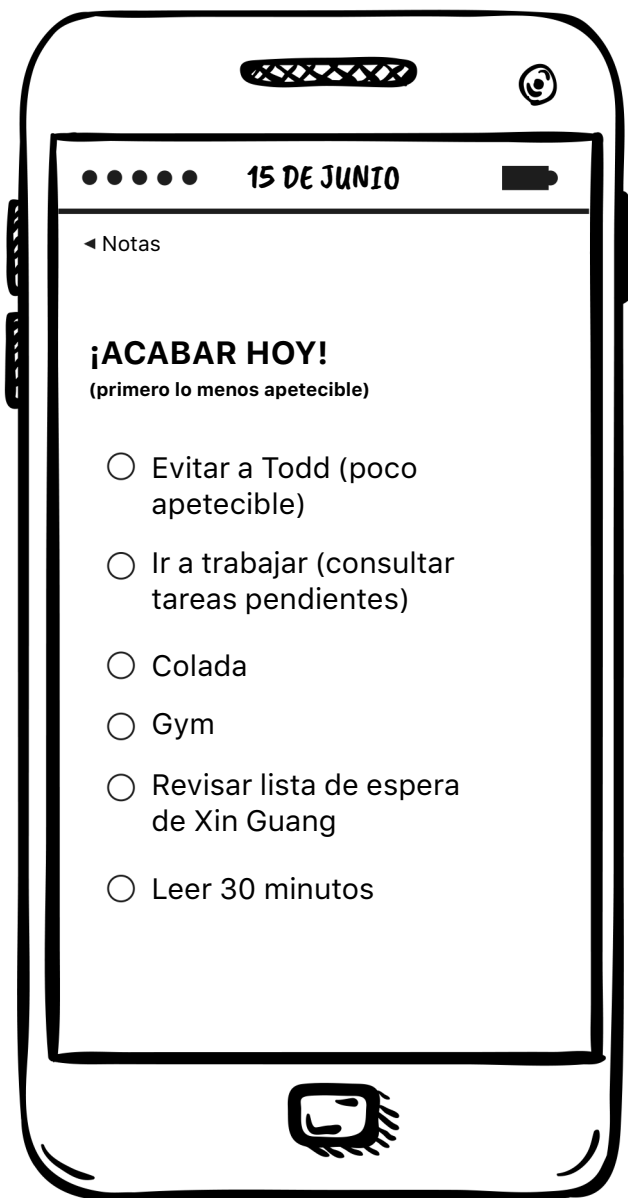 15 DE JUNIO
Notas
¡ACABAR HOY!
(primero lo menos apetecible)
Evitar a Todd (poco
apetecible)
Ir a trabajar (consultar
tareas pendientes)
Colada
Gym
Revisar lista de espera
de Xin Guang
Leer 30 minutos